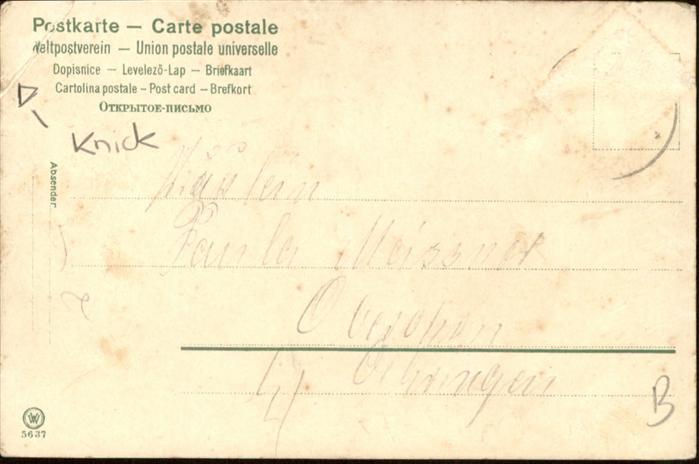 Postkarte — Carte postale
Weltpostverein — Union postale universelle
Dopisnice — Levelező-Lap — Briefkaart
Cartolina postale — Post card — Brefkort
Открытое-письмо
Knick
Absender:
Fräulein
Paula Meissner
B
5637